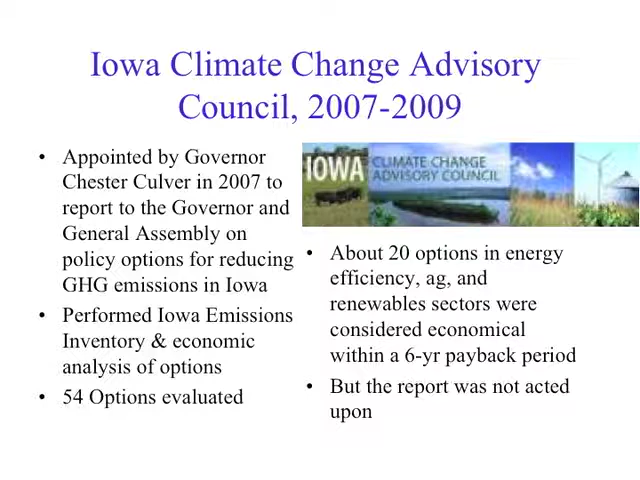 Iowa Climate Change Advisory
Council, 2007-2009
• Appointed by Governor
Chester Culver in 2007 to
report to the Governor and
General Assembly on
policy options for reducing
GHG emissions in Iowa
• Performed Iowa Emissions
Inventory & economic
analysis of options
• 54 Options evaluated
IOWA CLIMATE CHANGE
ADVISORY COUNCIL
• About 20 options in energy
efficiency, ag, and
renewables sectors were
considered economical
within a 6-yr payback period
• But the report was not acted
upon